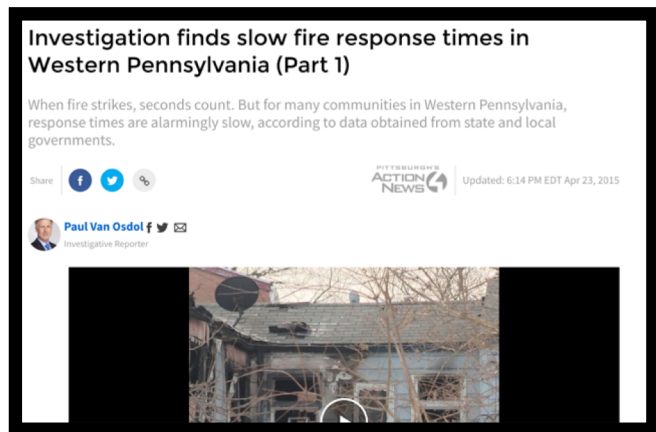 Investigation finds slow fire response times in
Western Pennsylvania (Part 1)
When fire strikes, seconds count. But for many communities in Western Pennsylvania,
response times are alarmingly slow, according to data obtained from state and local
governments.
Share
PITTSBURGH'S
ACTION
NEWS 4
Updated: 6:14 PM EDT Apr 23, 2015
Paul Van Osdol
Investigative Reporter